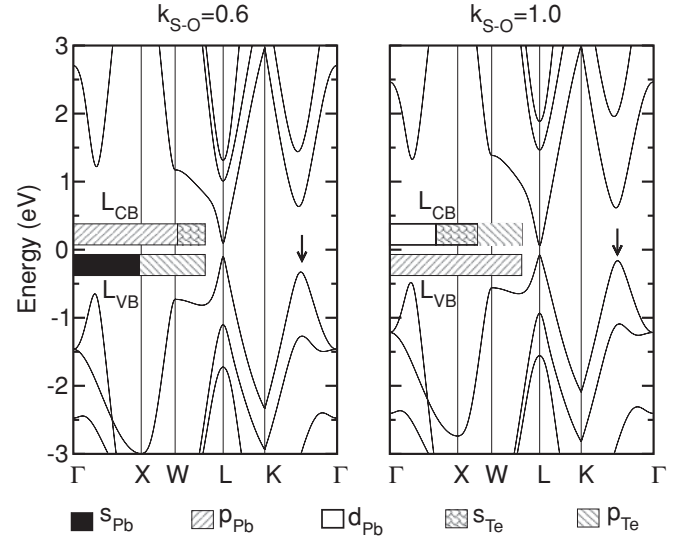 k_S-O=0.6
k_S-O=1.0
Energy (eV)
3
2
1
0
-1
-2
-3
L_CB
L_VB
L_CB
L_VB
Γ X W L K Γ
Γ X W L K Γ
s_Pb p_Pb d_Pb s_Te p_Te